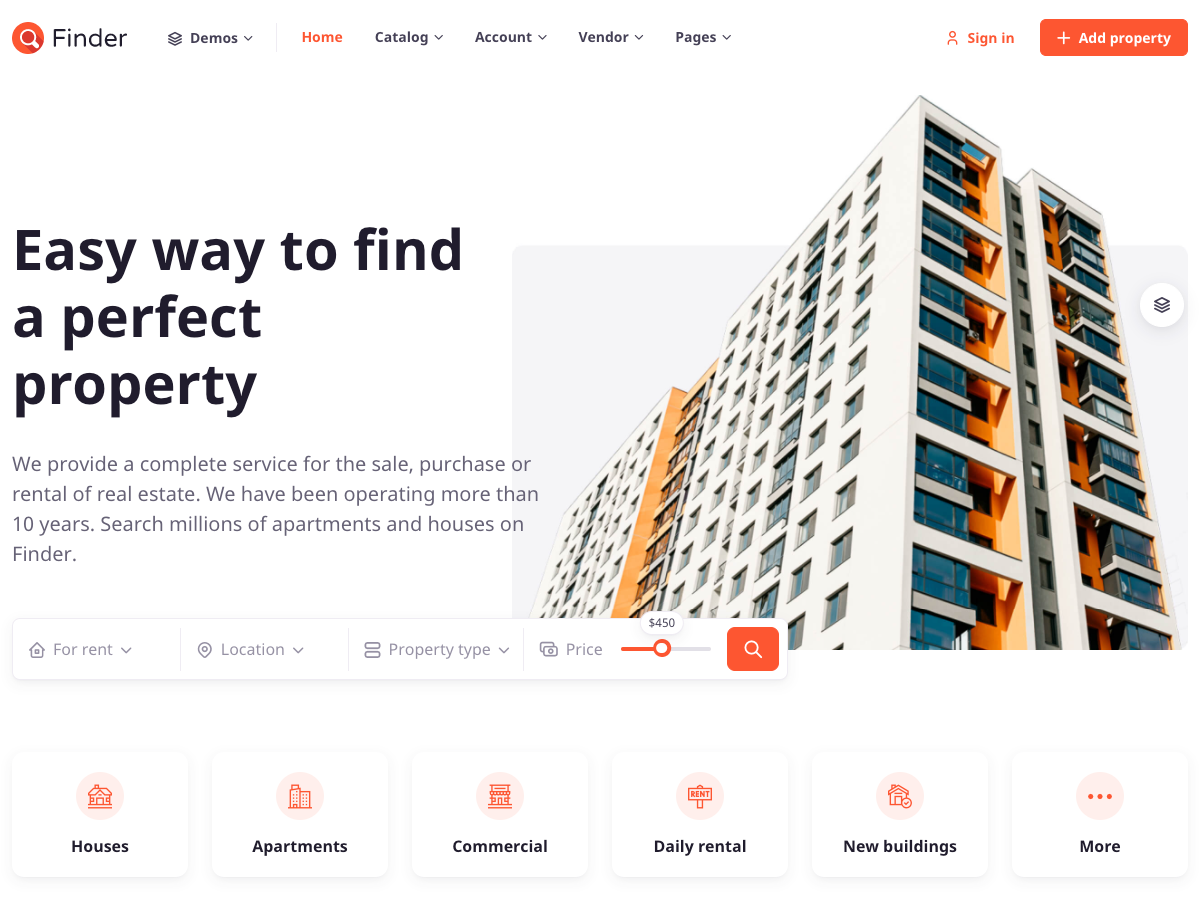 Finder
Demos
Home
Catalog
Account
Vendor
Pages
Sign in
Add property
Easy way to find
a perfect
property
We provide a complete service for the sale, purchase or
rental of real estate. We have been operating more than
10 years. Search millions of apartments and houses on
Finder.
$450
For rent
Location
Property type
Price
RENT
Houses
Apartments
Commercial
Daily rental
New buildings
More